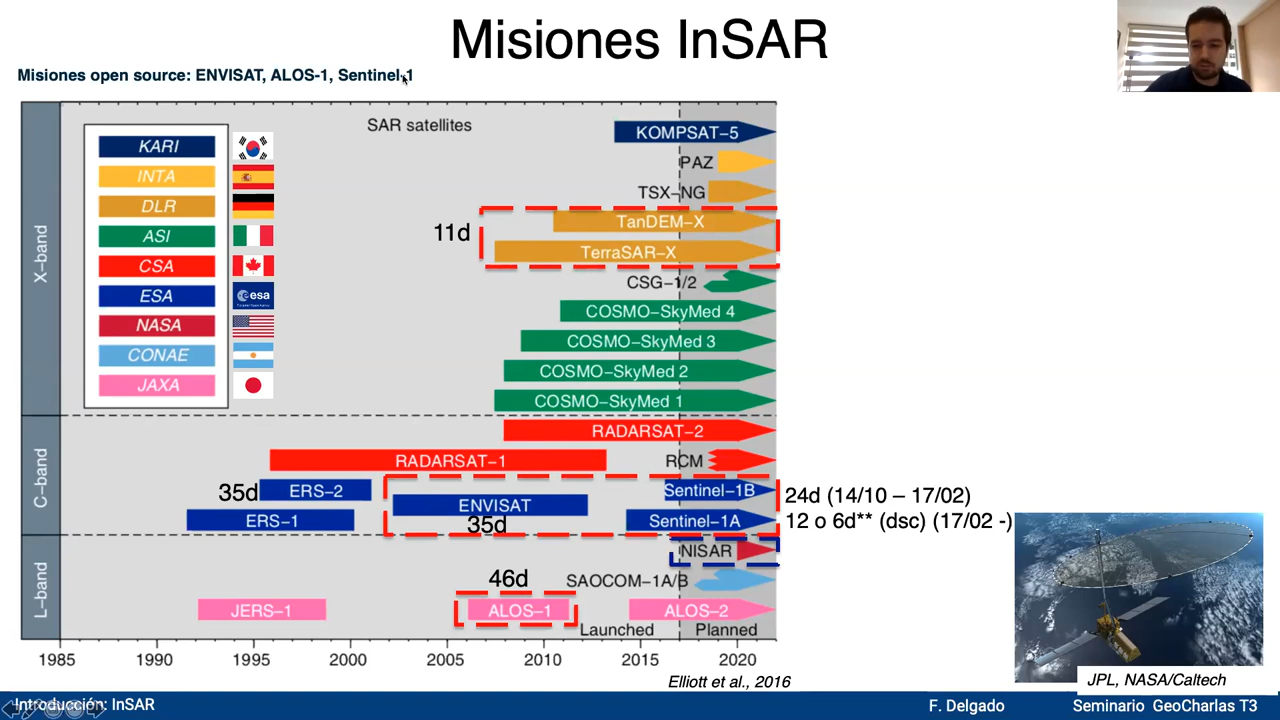 Misiones InSAR
Misiones open source: ENVISAT, ALOS-1, Sentinel-1
SAR satellites
X-band
C-band
L-band
KARI
INTA
DLR
ASI
CSA
ESA
esa
NASA
CONAE
JAXA
KOMPSAT-5
PAZ
TSX-NG
11d
TanDEM-X
TerraSAR-X
CSG-1/2
COSMO-SkyMed 4
COSMO-SkyMed 3
COSMO-SkyMed 2
COSMO-SkyMed 1
RADARSAT-2
RADARSAT-1
RCM
35d
ERS-2
ENVISAT
Sentinel-1B
24d (14/10 – 17/02)
ERS-1
35d
Sentinel-1A
12 o 6d** (dsc) (17/02 -)
NISAR
46d
SAOCOM-1A/B
JERS-1
ALOS-1
ALOS-2
Launched
Planned
1985 1990 1995 2000 2005 2010 2015 2020
Elliott et al., 2016
JPL, NASA/Caltech
Introducción: InSAR
F. Delgado
Seminario GeoCharlas T3